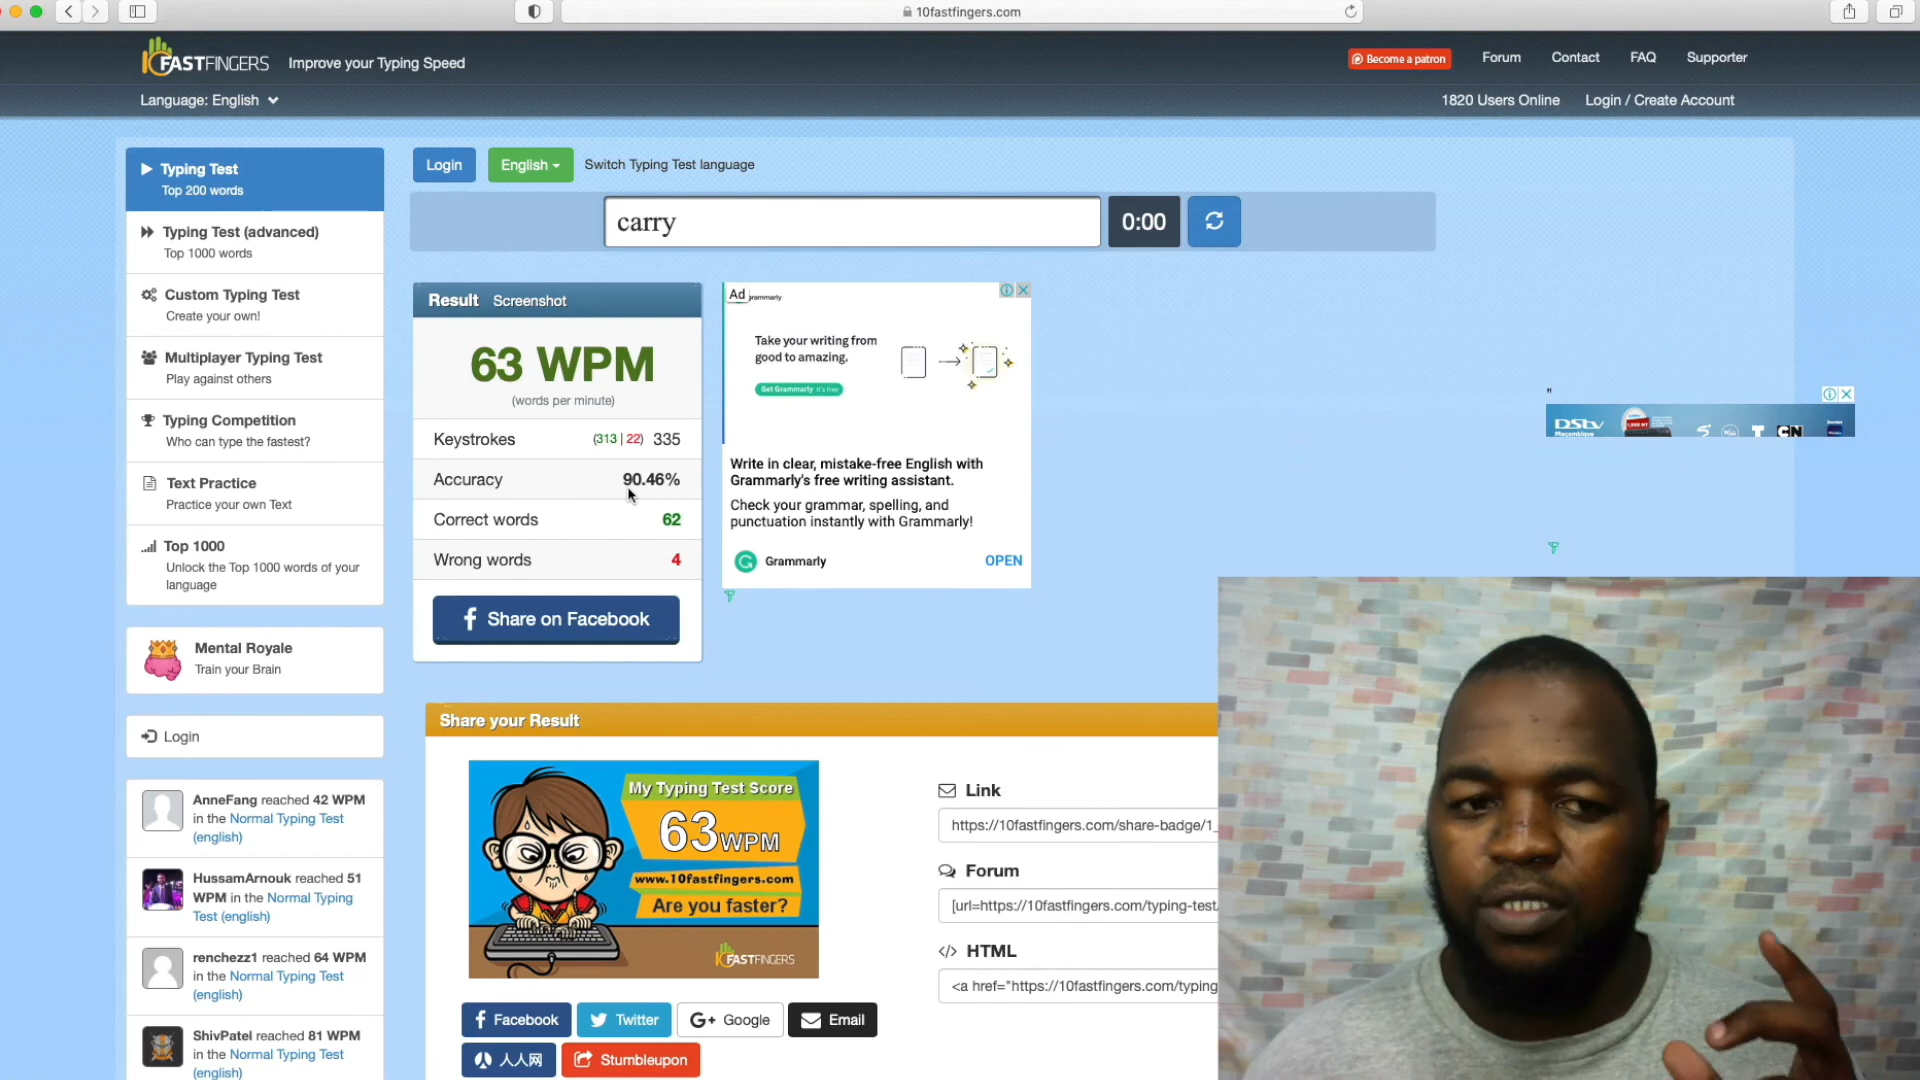 10fastfingers.com
10FASTFINGERS
Improve your Typing Speed
Become a patron
Forum
Contact
FAQ
Supporter
Language: English
1820 Users Online
Login / Create Account
Typing Test
Top 200 words
Typing Test (advanced)
Top 1000 words
Custom Typing Test
Create your own!
Multiplayer Typing Test
Play against others
Typing Competition
Who can type the fastest?
Text Practice
Practice your own Text
Top 1000
Unlock the Top 1000 words of your
language
Mental Royale
Train your Brain
Login
AnneFang reached 42 WPM
in the Normal Typing Test
(english)
HussamArnouk reached 51
WPM in the Normal Typing
Test (english)
renchezz1 reached 64 WPM
in the Normal Typing Test
(english)
ShivPatel reached 81 WPM
in the Normal Typing Test
(english)
Login
English
Switch Typing Test language
carry
0:00
Result Screenshot
63 WPM
(words per minute)
Keystrokes (313 | 22) 335
Accuracy 90.46%
Correct words 62
Wrong words 4
Share on Facebook
Ad
grammarly
Take your writing from
good to amazing.
Get Grammarly It's free
Write in clear, mistake-free English with
Grammarly's free writing assistant.
Check your grammar, spelling, and
punctuation instantly with Grammarly!
Grammarly
OPEN
"
DStv
Moçambique
CN
Share your Result
My Typing Test Score
63 WPM
www.10fastfingers.com
Are you faster?
10FASTFINGERS
Link
https://10fastfingers.com/share-badge/1_
Forum
[url=https://10fastfingers.com/typing-test/
HTML
<a href="https://10fastfingers.com/typing
Facebook
Twitter
G+ Google
Email
人人网
Stumbleupon